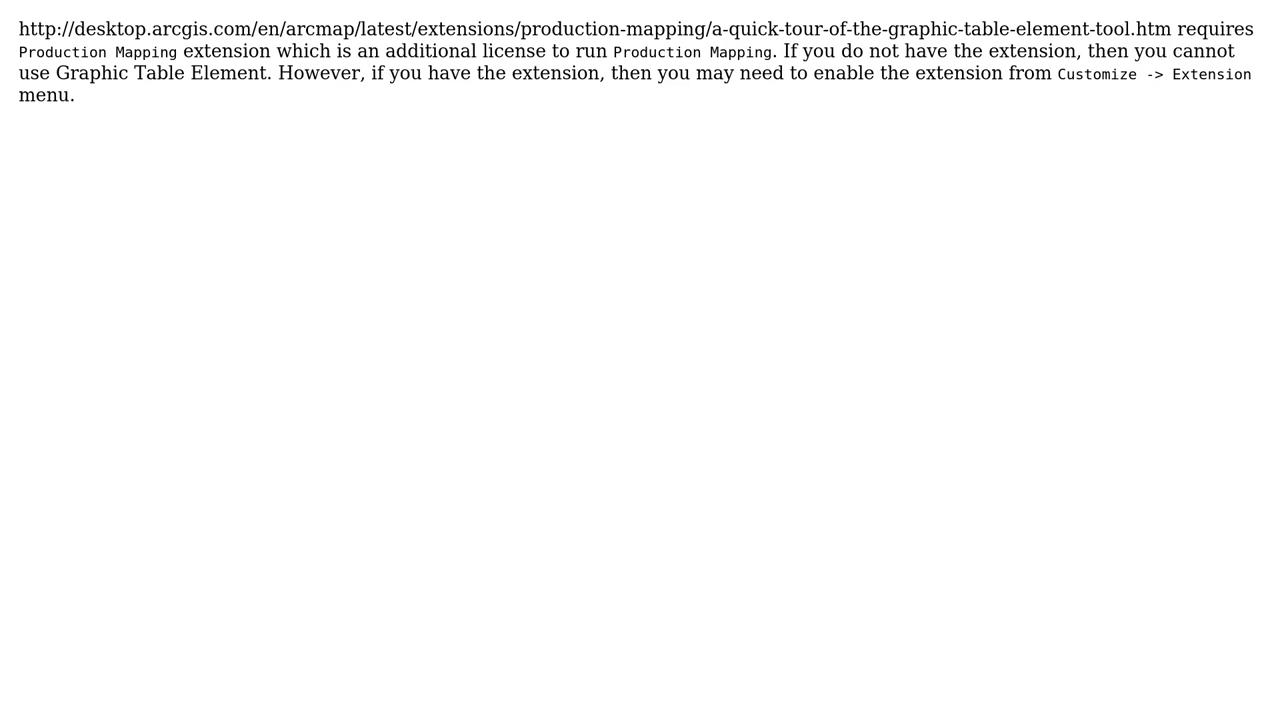 http://desktop.arcgis.com/en/arcmap/latest/extensions/production-mapping/a-quick-tour-of-the-graphic-table-element-tool.htm requires
Production Mapping extension which is an additional license to run Production Mapping. If you do not have the extension, then you cannot
use Graphic Table Element. However, if you have the extension, then you may need to enable the extension from Customize -> Extension
menu.